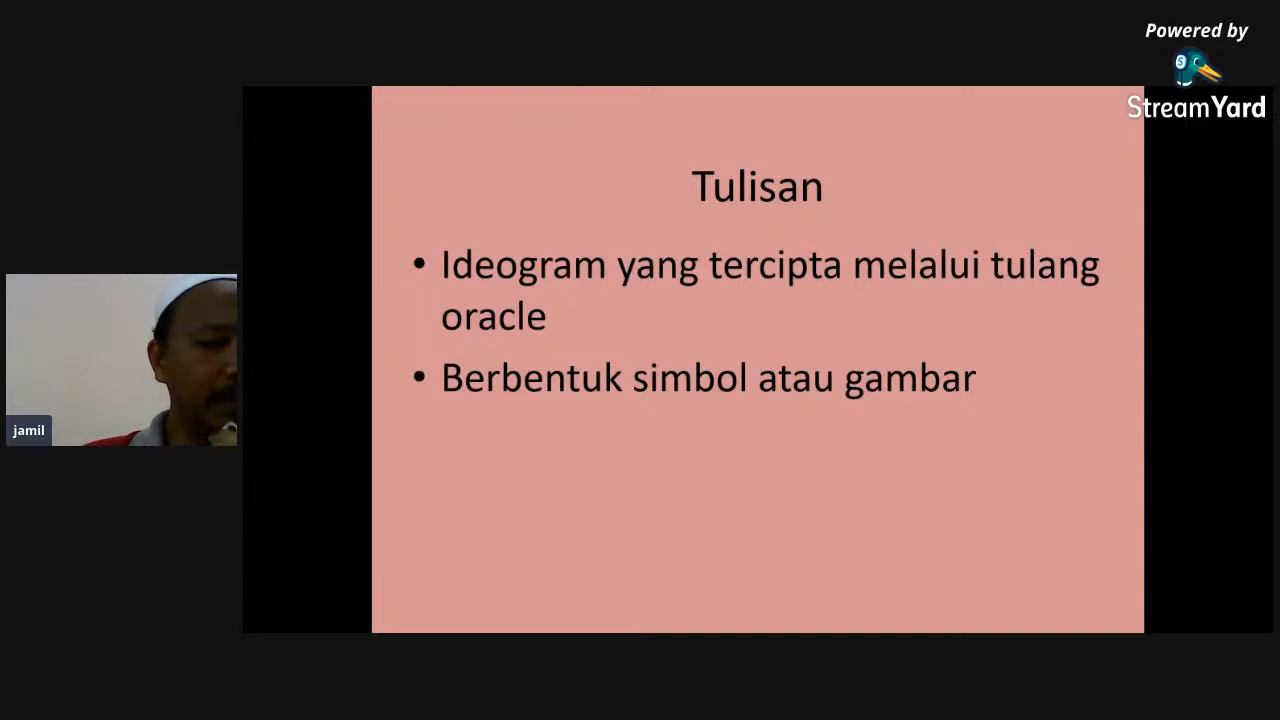 Powered by
StreamYard
Tulisan
• Ideogram yang tercipta melalui tulang
oracle
• Berbentuk simbol atau gambar
jamil